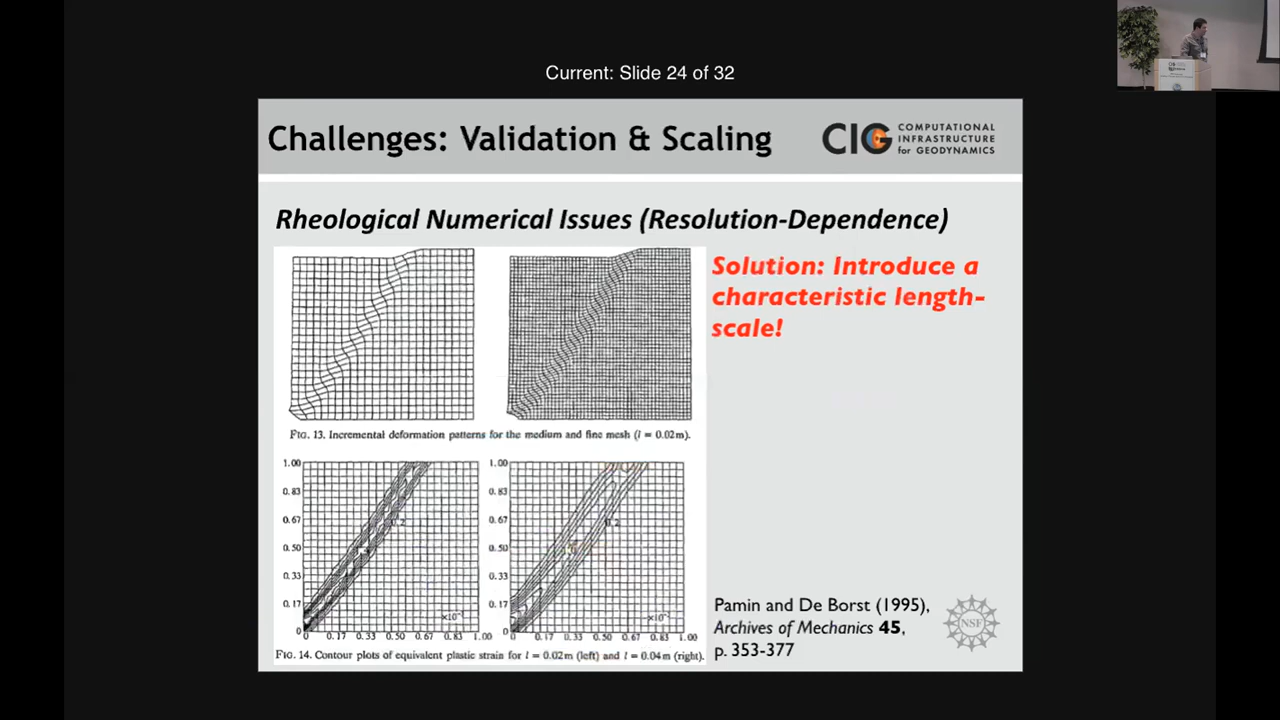 Current: Slide 24 of 32
Challenges: Validation & Scaling
CIG
COMPUTATIONAL
INFRASTRUCTURE
for GEODYNAMICS
Rheological Numerical Issues (Resolution-Dependence)
Solution: Introduce a
characteristic length-
scale!
FIG. 13. Incremental deformation patterns for the medium and fine mesh (l = 0.02m).
1.00
0.83
0.67
0.50
0.33
0.17
0
0 0.17 0.33 0.50 0.67 0.83 1.00
0.2
1.00
0.83
0.67
0.50
0.33
0.17
0
0 0.17 0.33 0.50 0.67 0.83 1.00
0.2
FIG. 14. Contour plots of equivalent plastic strain for l = 0.02m (left) and l = 0.04m (right).
Pamin and De Borst (1995),
Archives of Mechanics 45,
p. 353-377
NSF